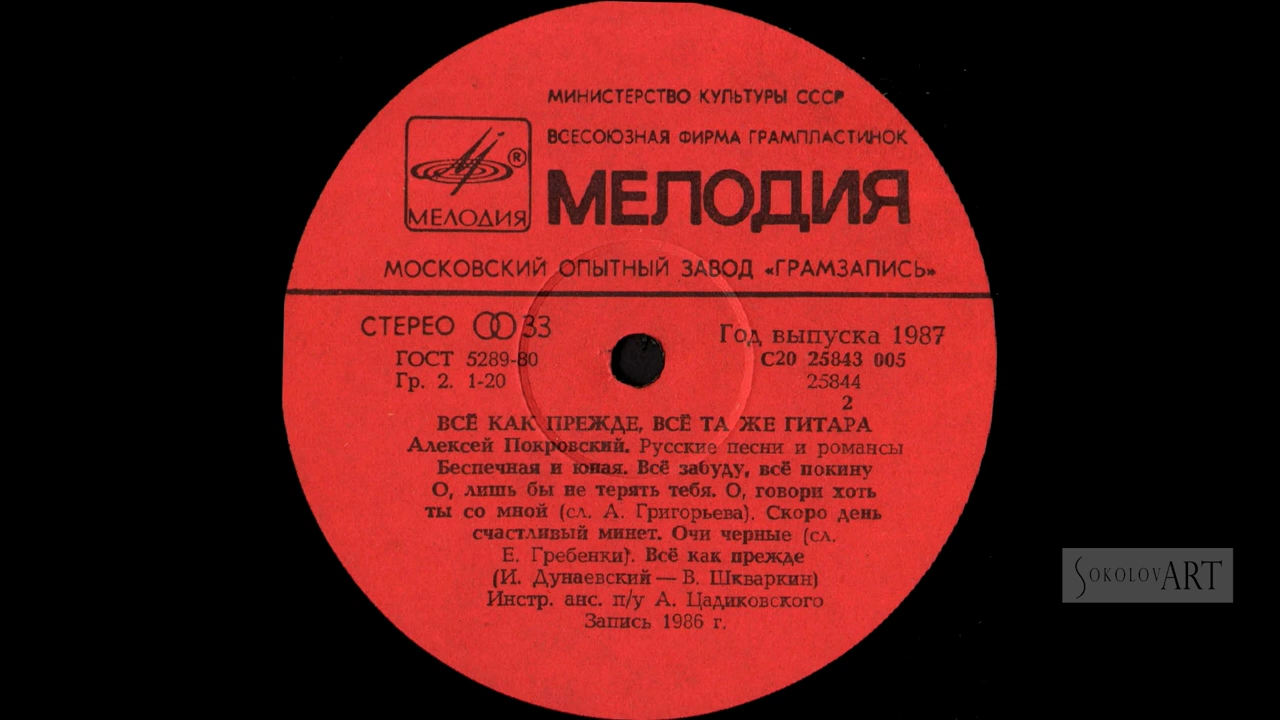 МИНИСТЕРСТВО КУЛЬТУРЫ СССР
ВСЕСОЮЗНАЯ ФИРМА ГРАМПЛАСТИНОК
®
МЕЛОДИЯ
МЕЛОДИЯ
МОСКОВСКИЙ ОПЫТНЫЙ ЗАВОД «ГРАМЗАПИСЬ»
СТЕРЕО 33
Год выпуска 1987
ГОСТ 5289-80
С20 25843 005
Гр. 2. 1-20
25844
2
ВСЁ КАК ПРЕЖДЕ, ВСЁ ТА ЖЕ ГИТАРА
Алексей Покровский. Русские песни и романсы
Беспечная и юная. Всё забуду, всё покину
О, лишь бы не терять тебя. О, говори хоть
ты со мной (сл. А. Григорьева). Скоро день
счастливый минет. Очи черные (сл.
Е. Гребенки). Всё как прежде
(И. Дунаевский — В. Шкваркин)
Инстр. анс. п/у А. Цадиковского
Запись 1986 г.
SOKOLOVART